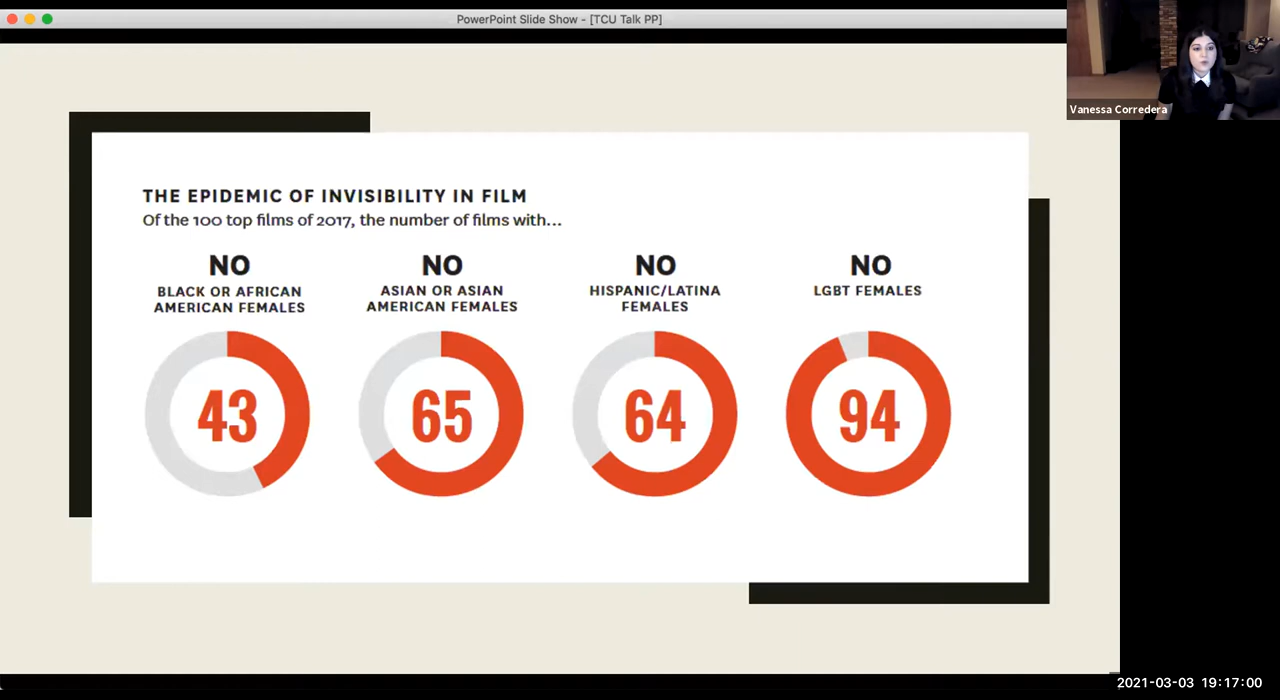 PowerPoint Slide Show - [TCU Talk PP]
Vanessa Corredera
THE EPIDEMIC OF INVISIBILITY IN FILM
Of the 100 top films of 2017, the number of films with...
NO
BLACK OR AFRICAN
AMERICAN FEMALES
43
NO
ASIAN OR ASIAN
AMERICAN FEMALES
65
NO
HISPANIC/LATINA
FEMALES
64
NO
LGBT FEMALES
94
2021-03-03 19:17:00